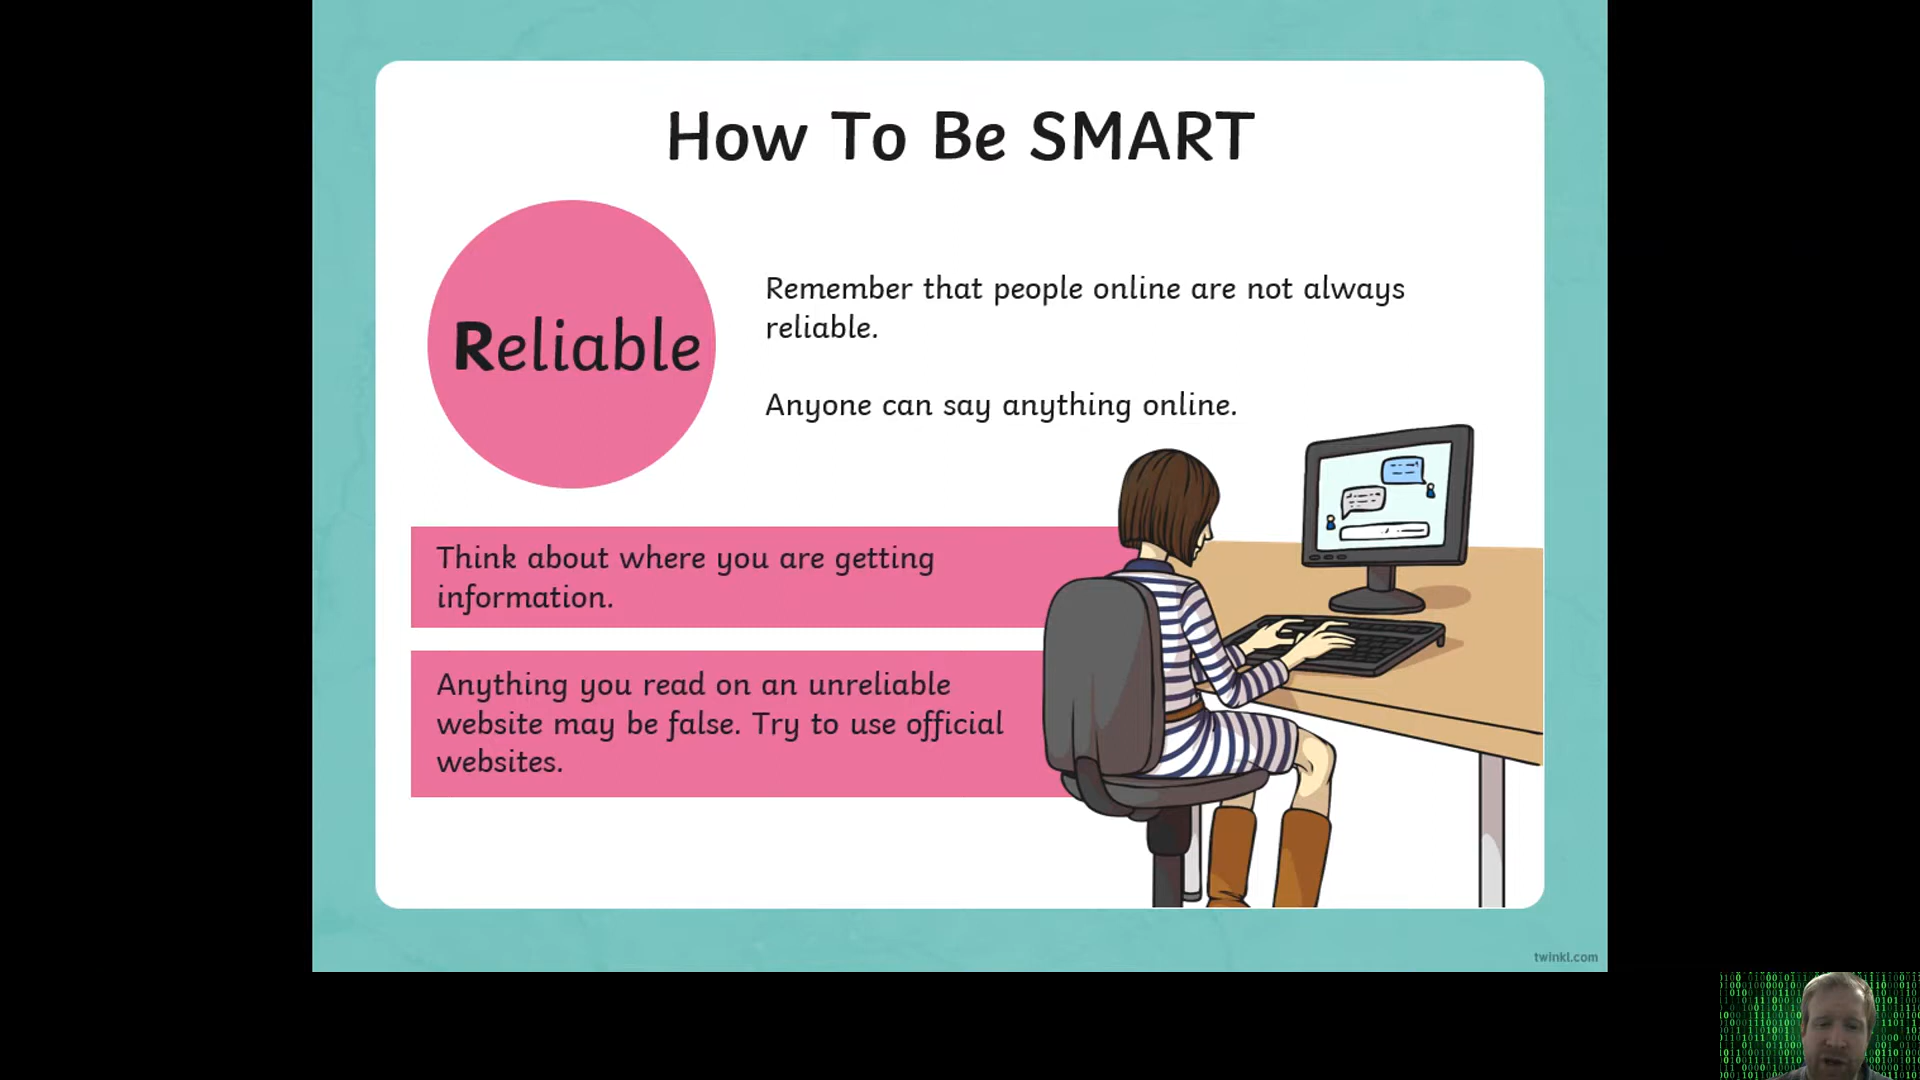 How To Be SMART
Reliable
Remember that people online are not always
reliable.
Anyone can say anything online.
Think about where you are getting
information.
Anything you read on an unreliable
website may be false. Try to use official
websites.
twinkl.com